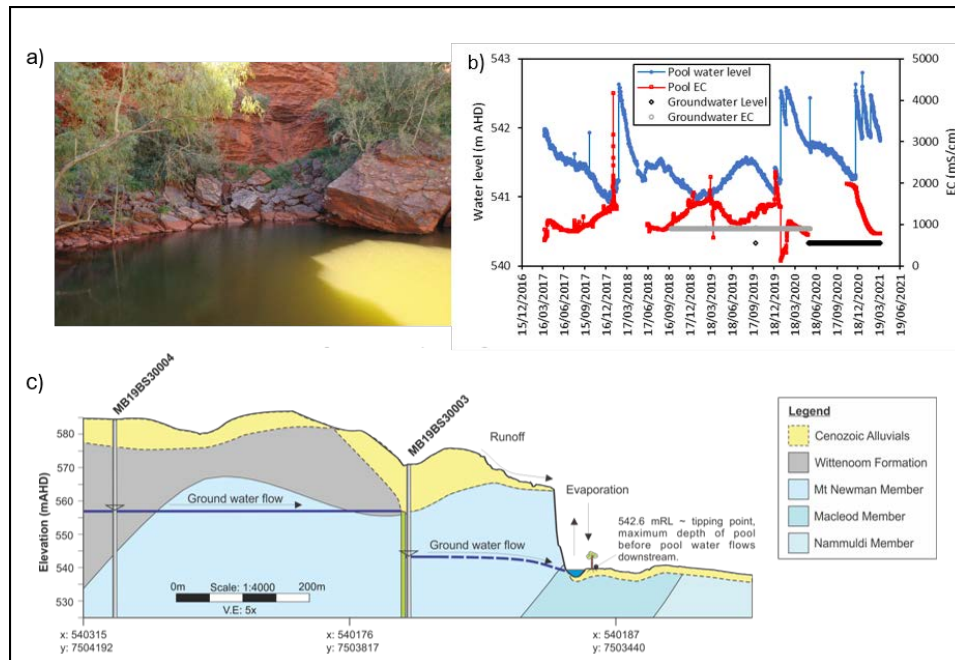 a)
b)
543
542
541
540
Water level (m AHD)
Pool water level
Pool EC
Groundwater Level
Groundwater EC
5000
4000
3000
2000
1000
0
EC (mS/cm)
15/12/2016
16/03/2017
16/06/2017
15/09/2017
16/12/2017
17/03/2018
17/06/2018
16/09/2018
17/12/2018
18/03/2019
18/06/2019
17/09/2019
18/12/2019
18/03/2020
18/06/2020
17/09/2020
18/12/2020
19/03/2021
19/06/2021
c)
MB19BS30004
MB19BS30003
Elevation (mAHD)
580
570
560
550
540
530
Runoff
Ground water flow
Evaporation
542.6 mRL ~ tipping point,
maximum depth of pool
before pool water flows
downstream.
Ground water flow
0m Scale: 1:4000 200m
V.E: 5x
x: 540315
y: 7504192
x: 540176
y: 7503817
x: 540187
y: 7503440
Legend
Cenozoic Alluvials
Wittenoom Formation
Mt Newman Member
Macleod Member
Nammuldi Member